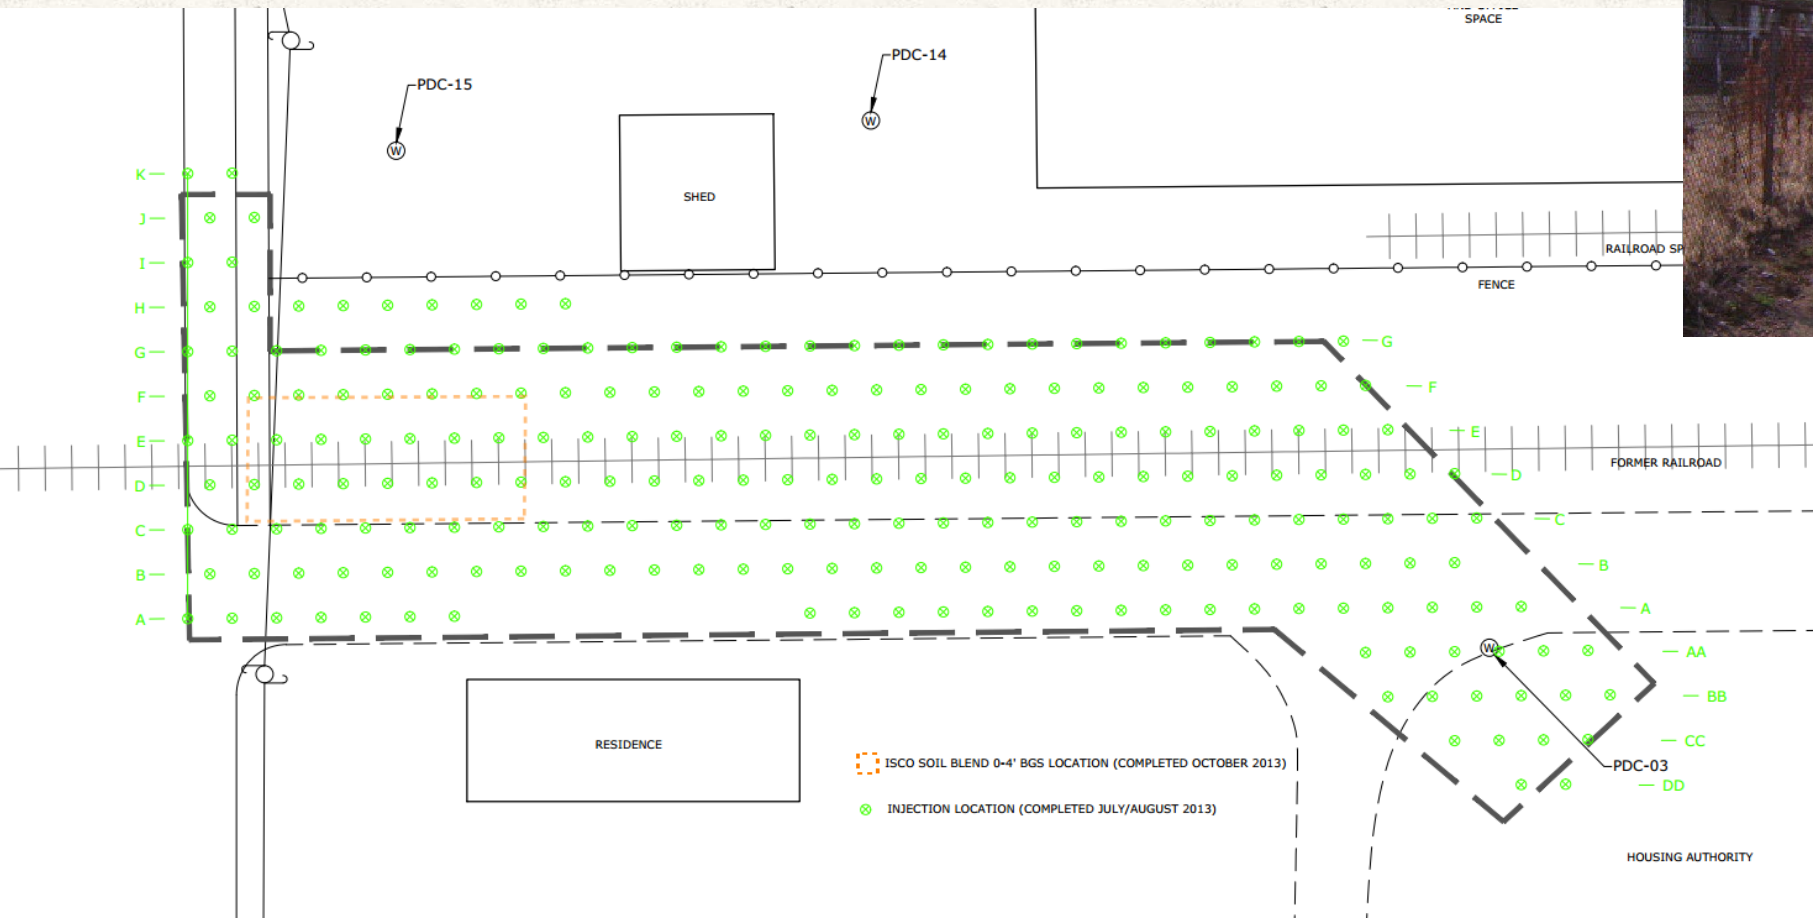 SPACE
PDC-14
PDC-15
SHED
K
J
I
RAILROAD SP
FENCE
H
G
G
F
F
E
E
FORMER RAILROAD
D
D
C
C
B
B
A
A
AA
BB
CC
DD
PDC-03
W
W
W
RESIDENCE
ISCO SOIL BLEND 0-4' BGS LOCATION (COMPLETED OCTOBER 2013)
INJECTION LOCATION (COMPLETED JULY/AUGUST 2013)
HOUSING AUTHORITY